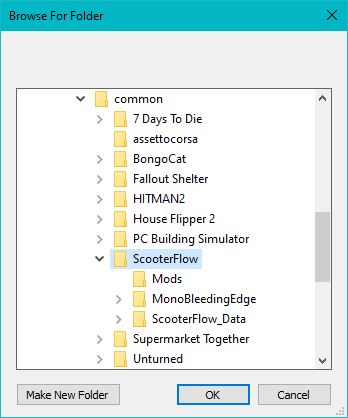 Browse For Folder
common
7 Days To Die
assettocorsa
BongoCat
Fallout Shelter
HITMAN2
House Flipper 2
PC Building Simulator
ScooterFlow
Mods
MonoBleedingEdge
ScooterFlow_Data
Supermarket Together
Unturned
Make New Folder OK Cancel